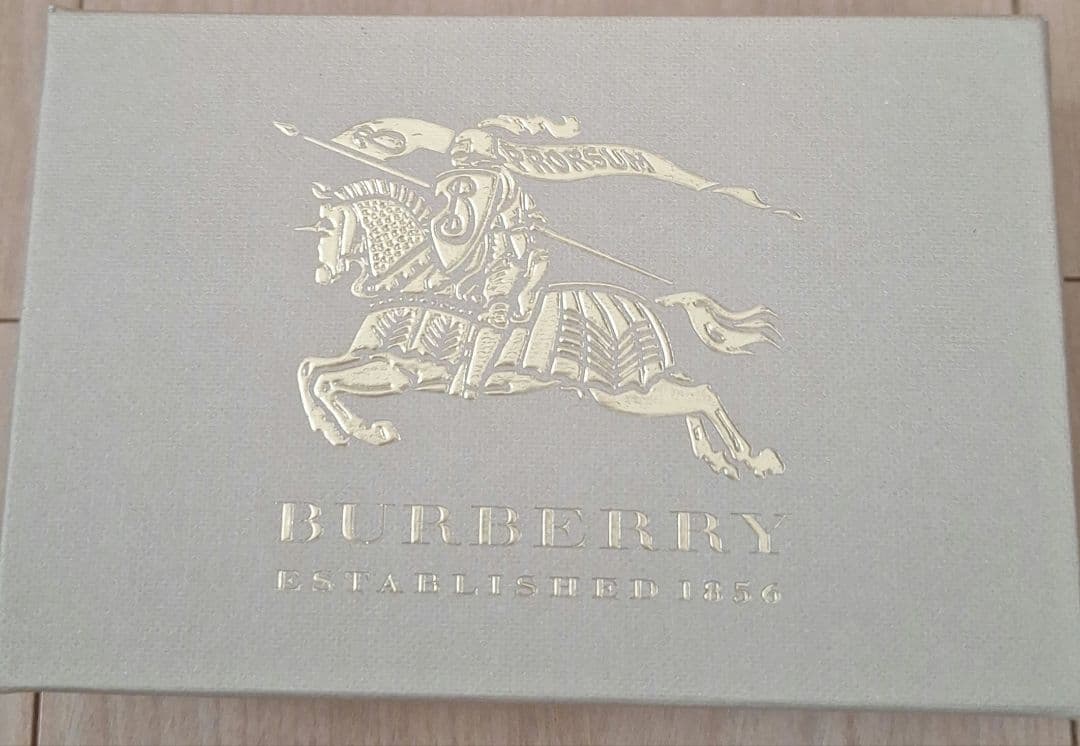 PRORSUM
B
BURBERRY
ESTABLISHED 1856